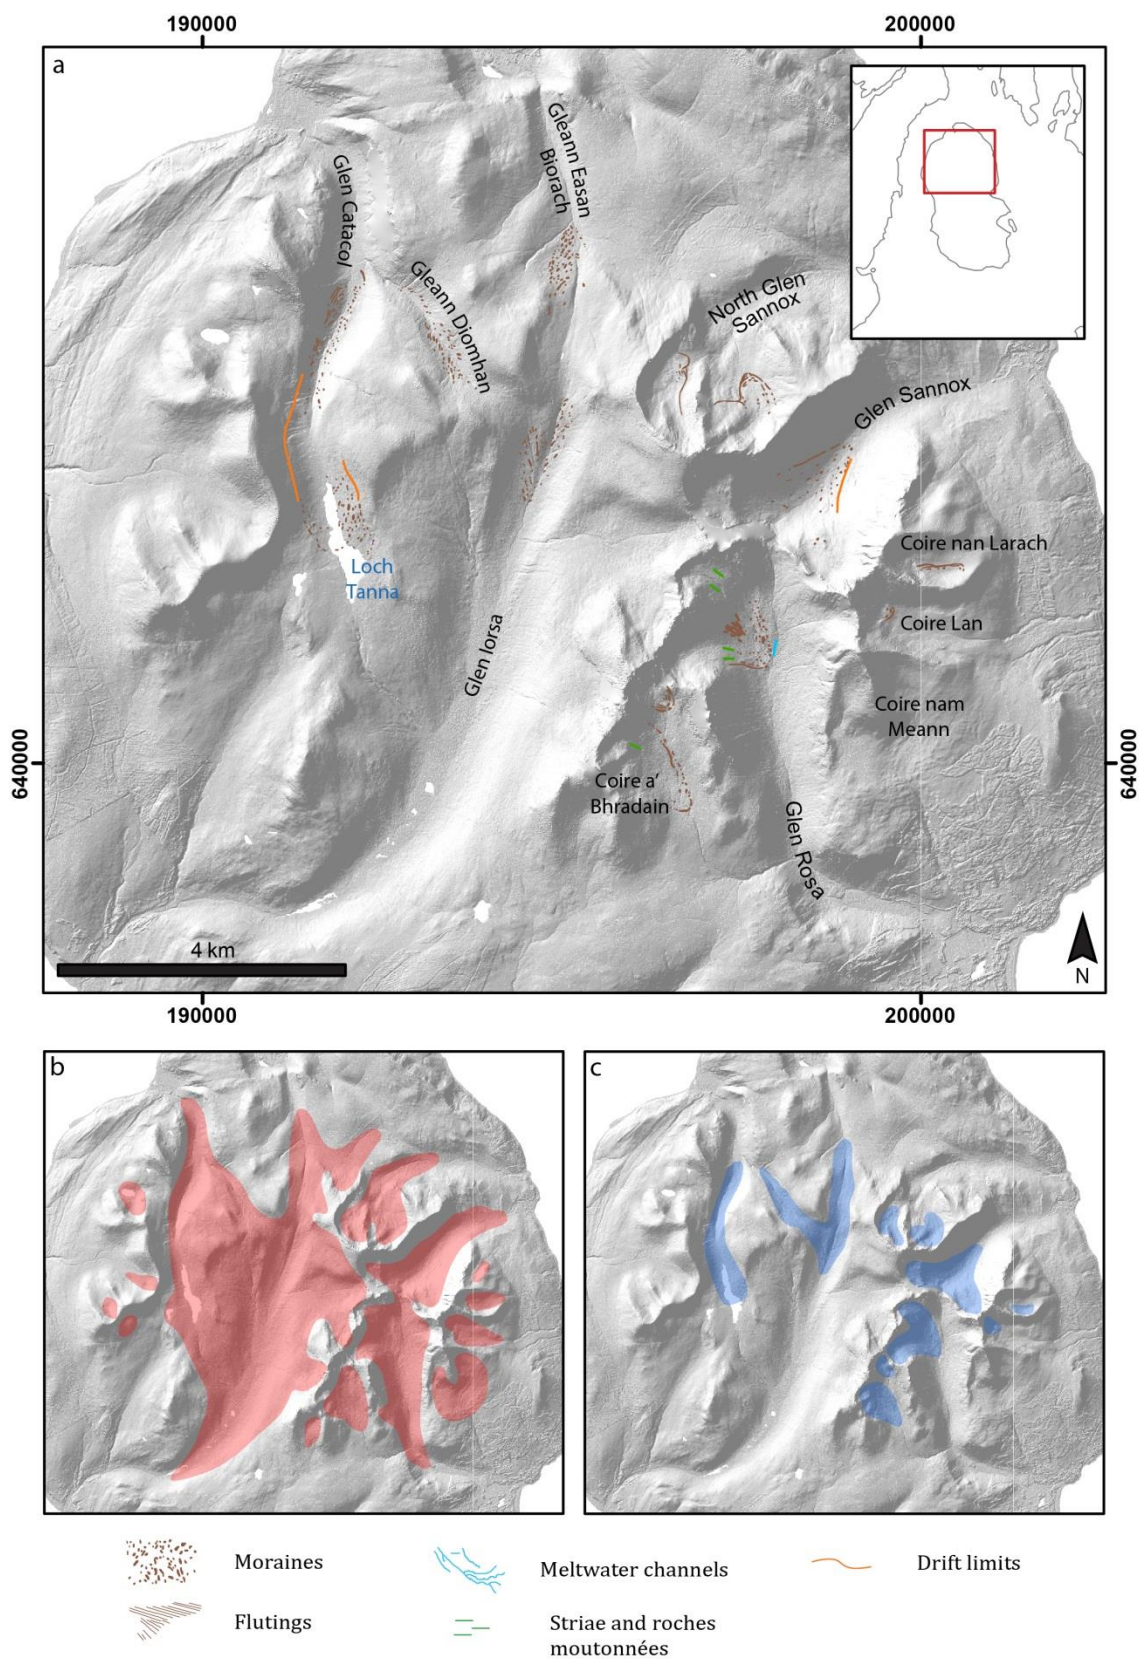 190000
200000
a
Glen Catacol
Gleann Easan
Biorach
Gleann Diomhan
North Glen
Sannox
Glen Sannox
Coire nan Larach
Loch
Tanna
Coire Lan
Glen Iorsa
Coire nam
Meann
640000
640000
Coire a'
Bhradain
Glen Rosa
4 km
N
190000
200000
b
c
Moraines
Meltwater channels
Drift limits
Flutings
Striae and roches
moutonnées